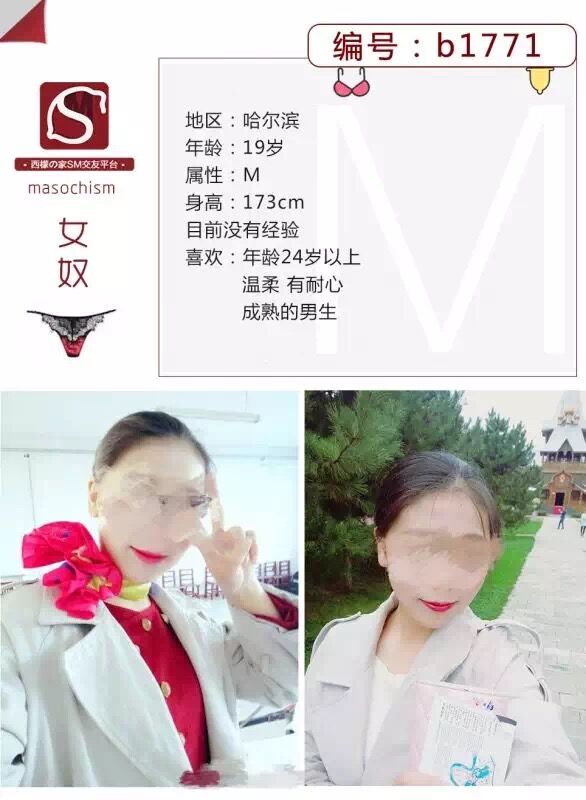 编号：b1771
S
·西檬の家SM交友平台·
masochism
女
奴
地区：哈尔滨
年龄：19岁
属性：M
身高：173cm
目前没有经验
喜欢：年龄24岁以上
温柔 有耐心
成熟的男生
M